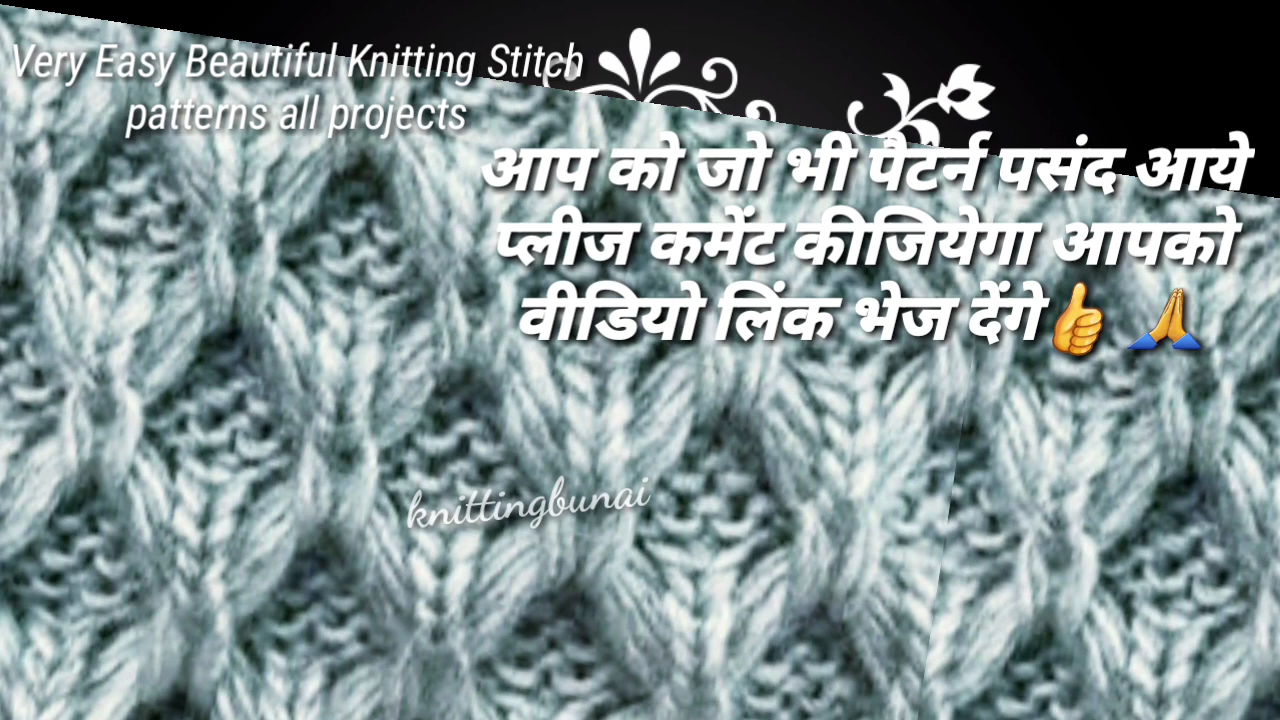 Very Easy Beautiful Knitting Stitch
patterns all projects
आप को जो भी पैटर्न पसंद आये
प्लीज कमेंट कीजियेगा आपको
वीडियो लिंक भेज देंगे👍 🙏
knittingbunai